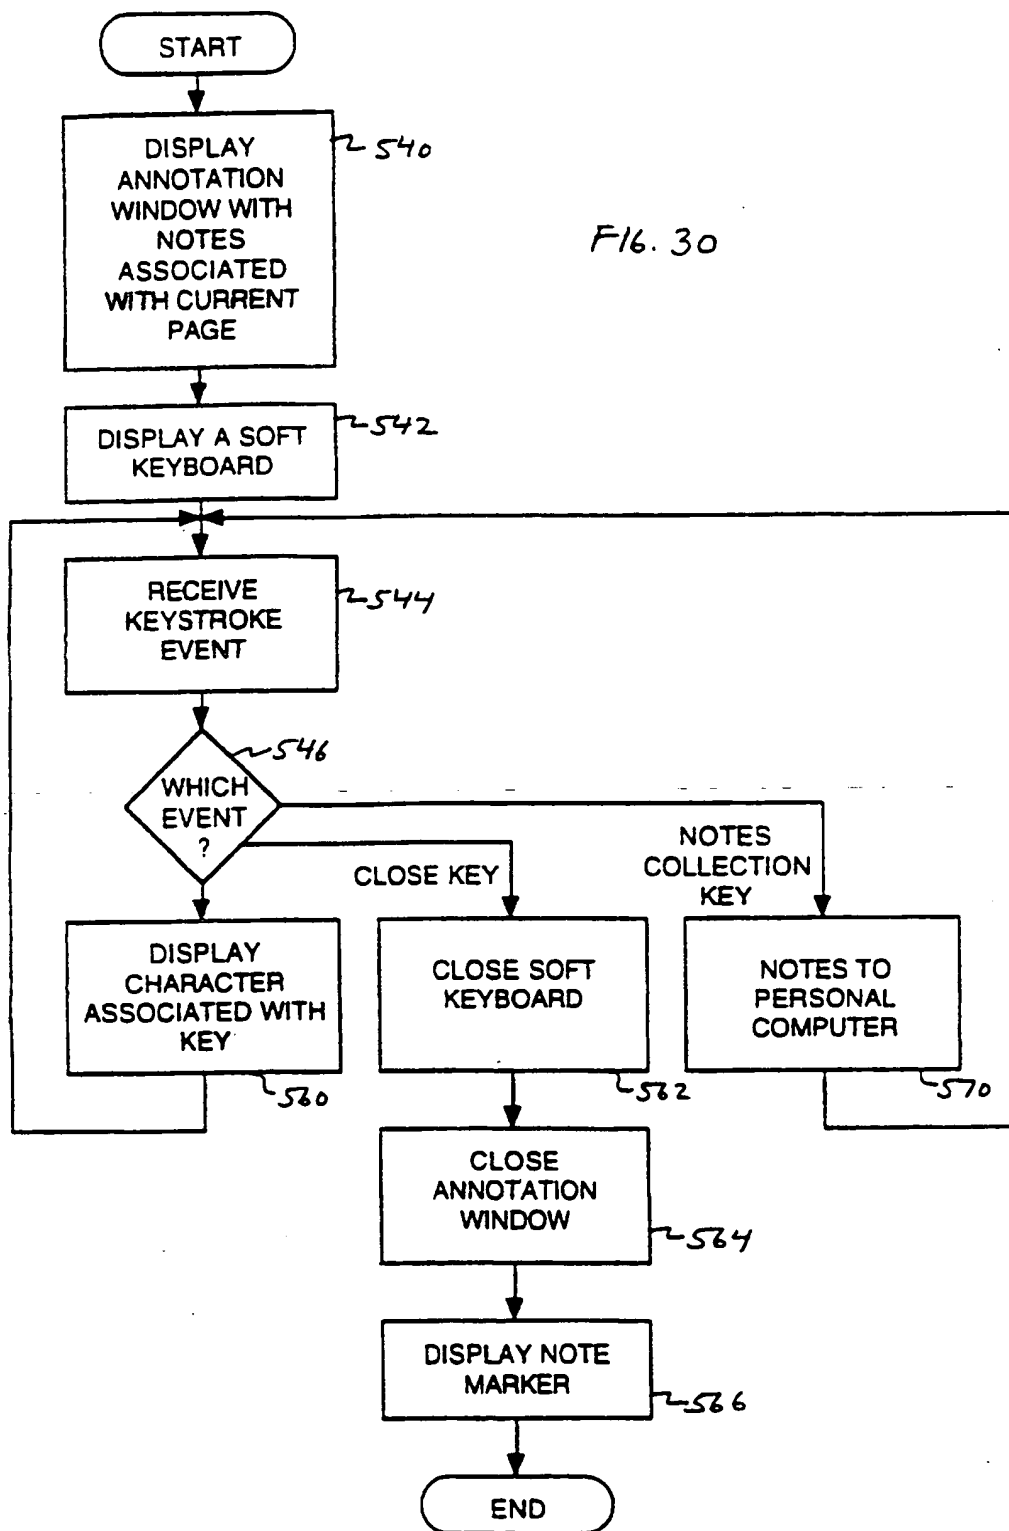 START
DISPLAY
ANNOTATION
WINDOW WITH
NOTES
ASSOCIATED
WITH CURRENT
PAGE
540
FIG. 30
DISPLAY A SOFT
KEYBOARD
542
RECEIVE
KEYSTROKE
EVENT
544
WHICH
EVENT
?
546
CLOSE KEY
NOTES
COLLECTION
KEY
DISPLAY
CHARACTER
ASSOCIATED WITH
KEY
560
CLOSE SOFT
KEYBOARD
562
NOTES TO
PERSONAL
COMPUTER
570
CLOSE
ANNOTATION
WINDOW
564
DISPLAY NOTE
MARKER
566
END